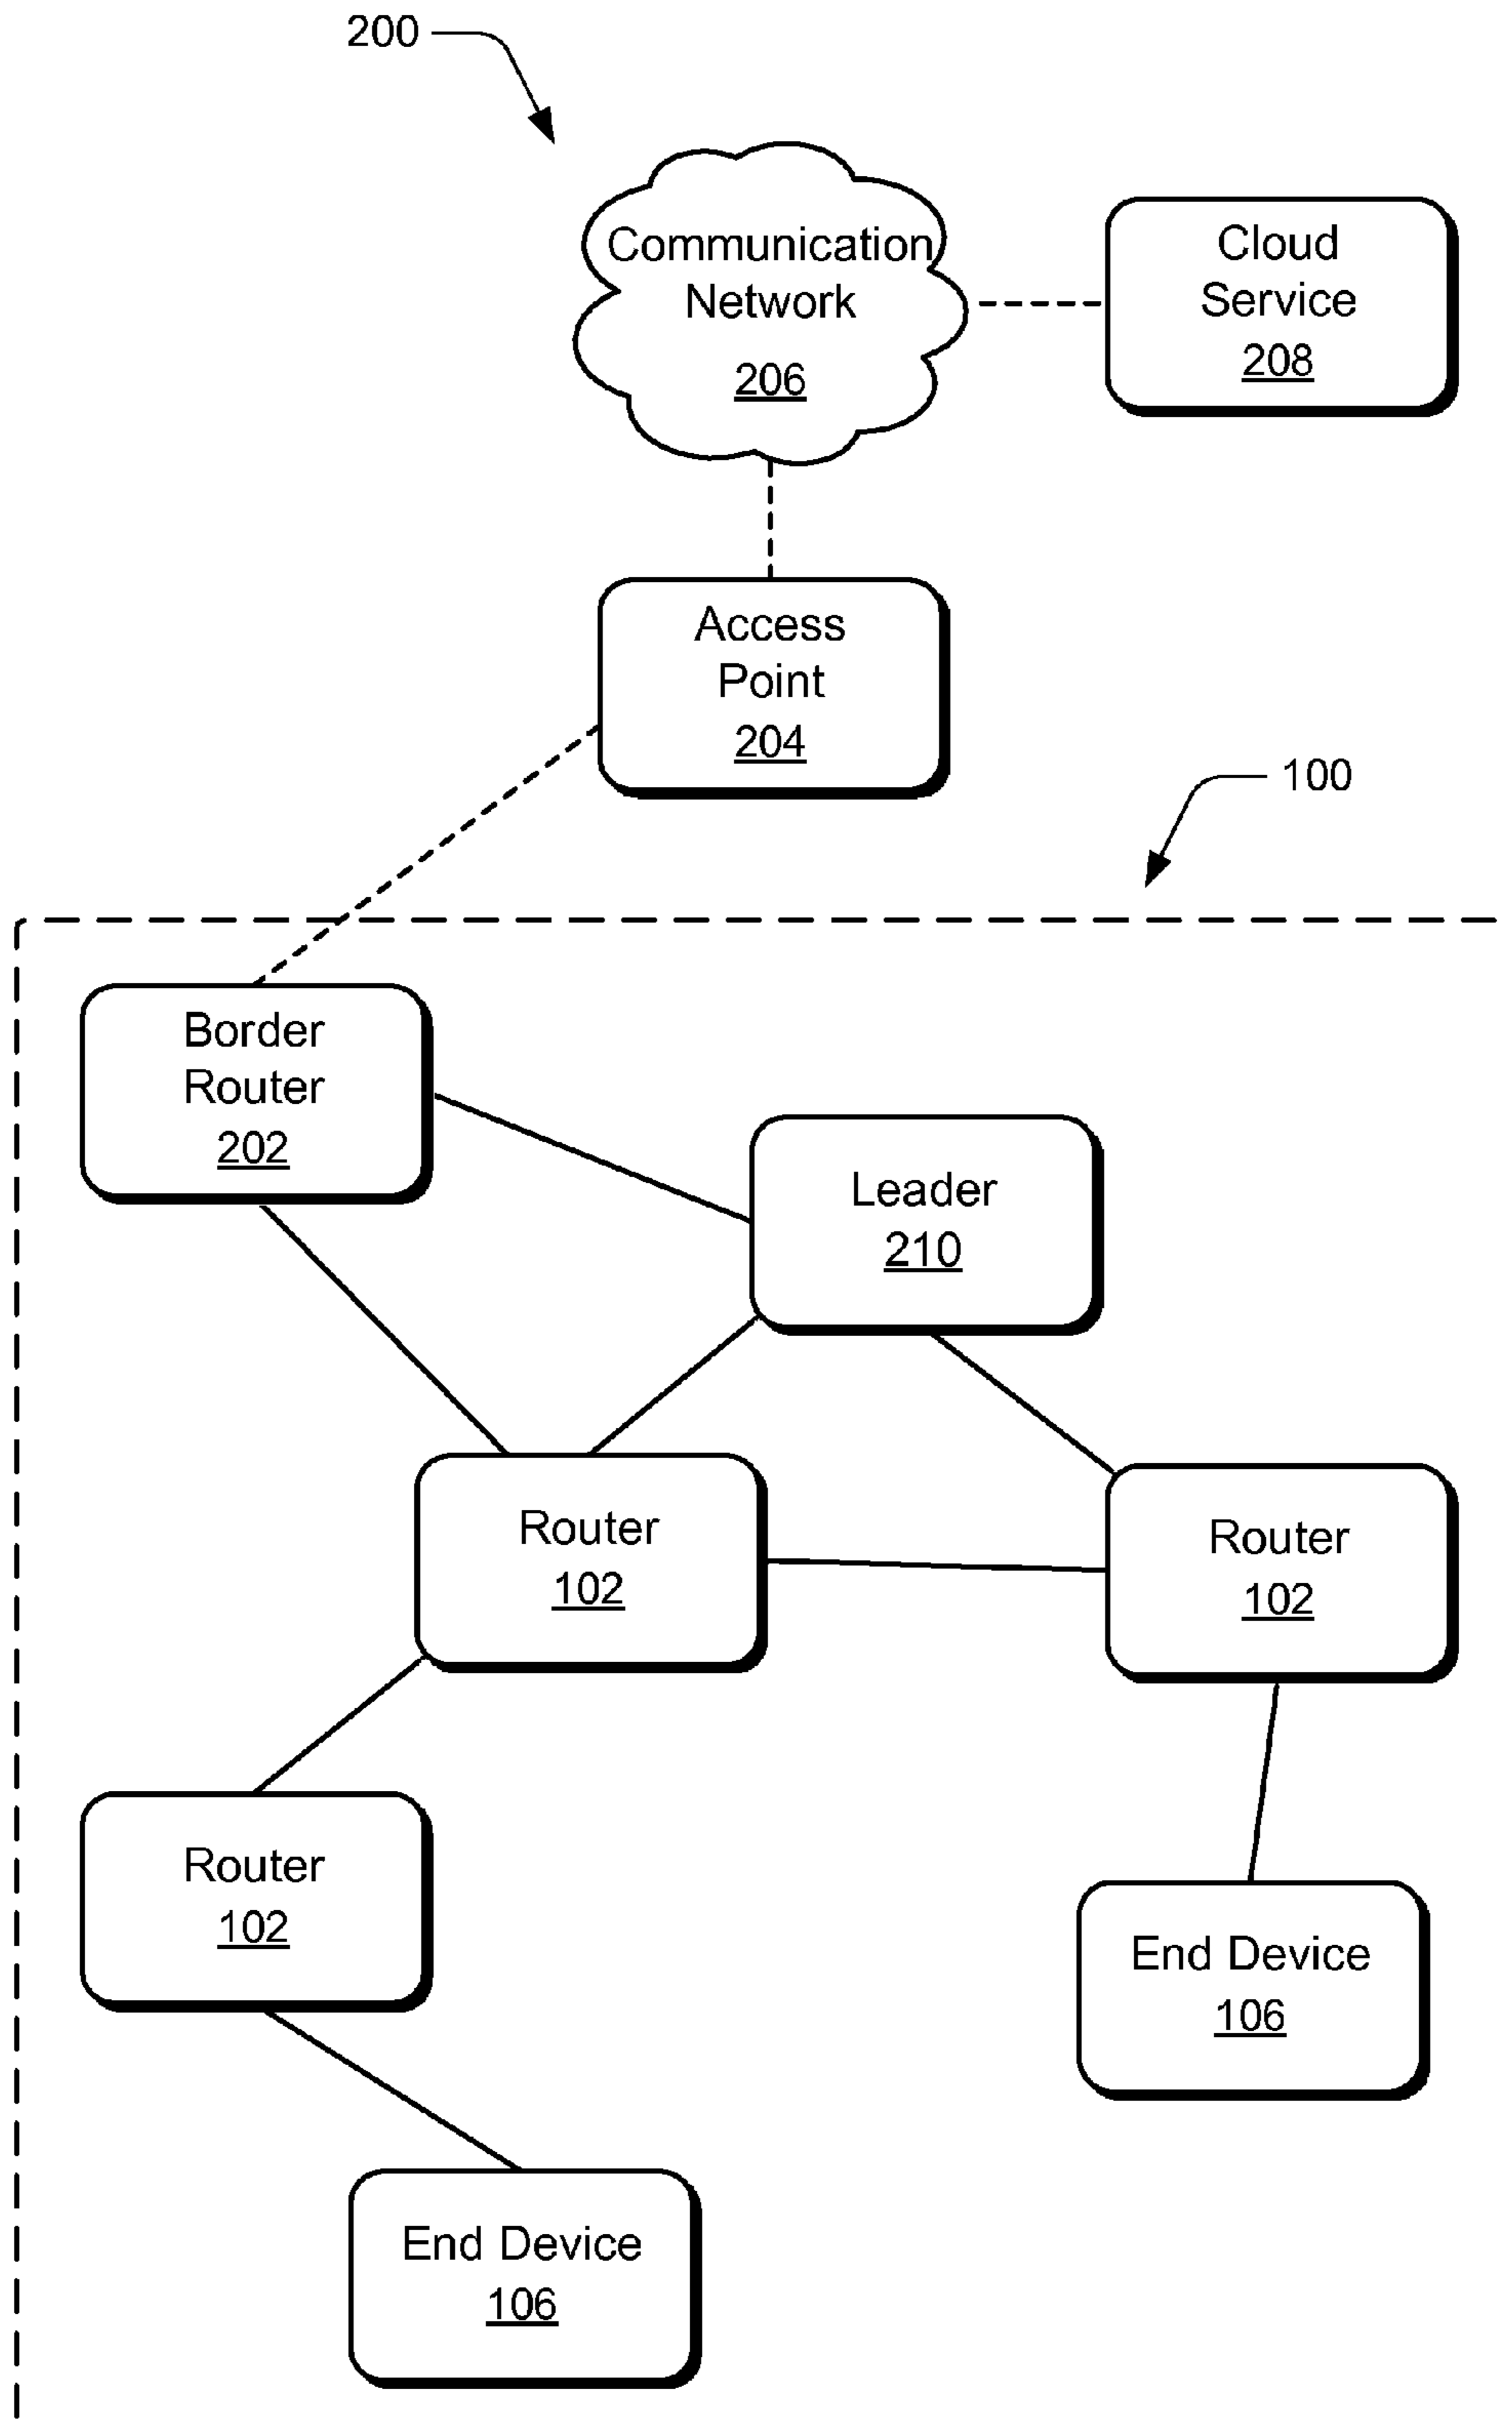 200
Communication
Network
206
Cloud
Service
208
Access
Point
204
100
Border
Router
202
Leader
210
Router
102
Router
102
Router
102
End Device
106
End Device
106